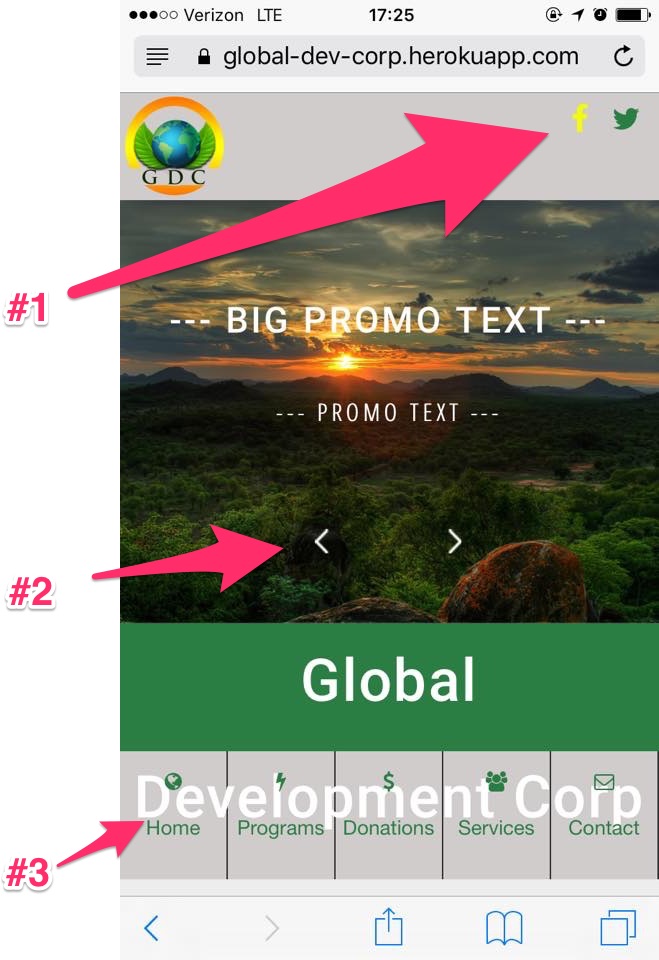 Verizon LTE 17:25
global-dev-corp.herokuapp.com
GDC
#1
--- BIG PROMO TEXT ---
--- PROMO TEXT ---
#2
Global
Development Corp
Home Programs Donations Services Contact
#3